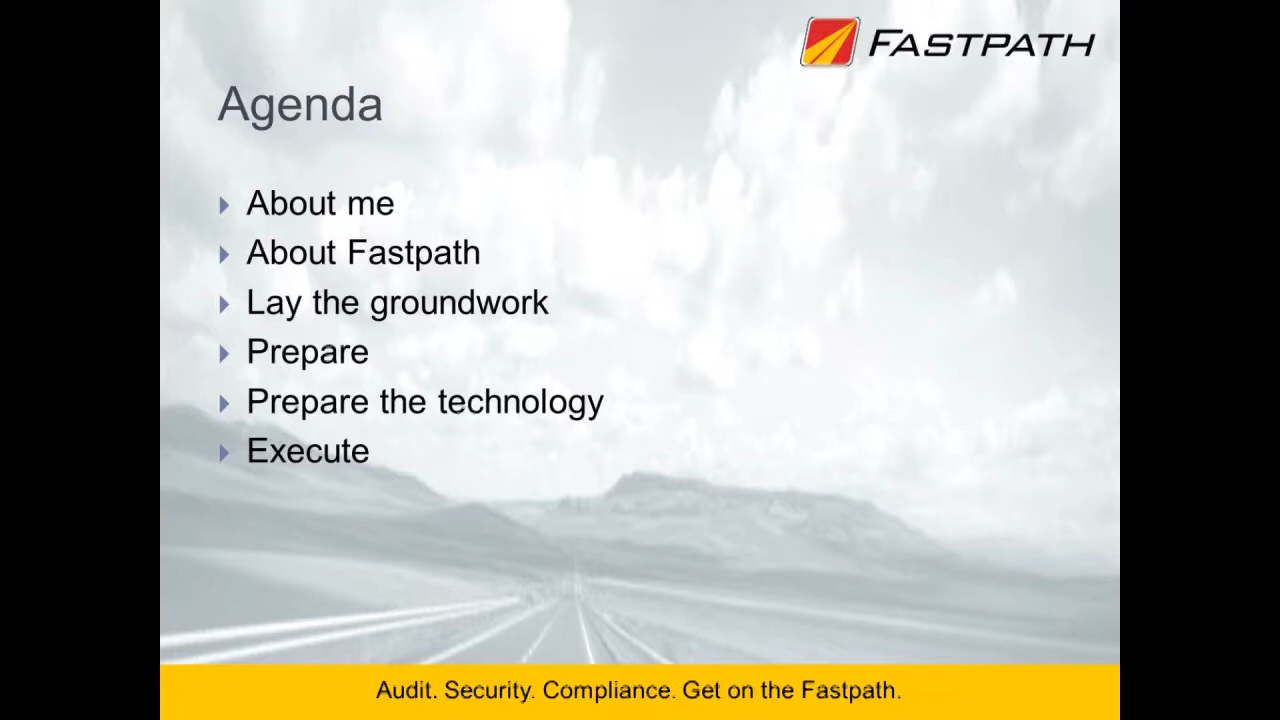 FASTPATH
Agenda
About me
About Fastpath
Lay the groundwork
Prepare
Prepare the technology
Execute
Audit. Security. Compliance. Get on the Fastpath.